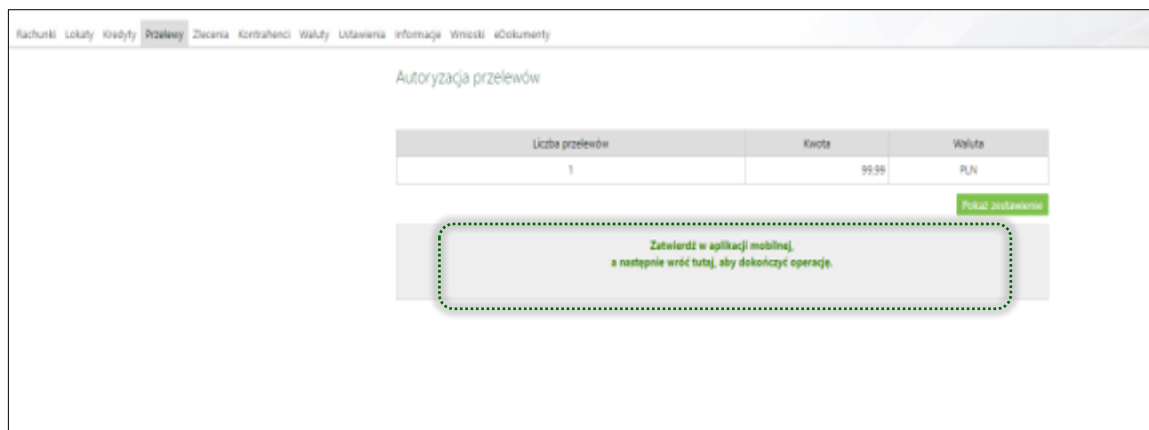 Rachunki Lokaty Kredyty Przelewy Zlecenia Kontrahenci Waluty Ustawienia Informacje Wnioski eDokumenty
Autoryzacja przelewów
Liczba przelewów Kwota Waluta
1 99.99 PLN
Pokaż zestawienie
Zatwierdź w aplikacji mobilnej,
a następnie wróć tutaj, aby dokończyć operację.